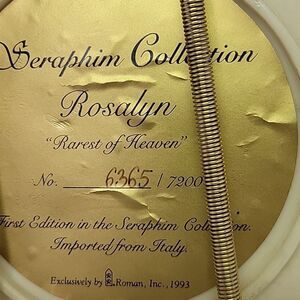 Seraphim Collection
Rosalyn
"Rarest of Heaven"
No. 6365 / 7200
First Edition in the Seraphim Collection.
Imported from Italy.
Exclusively by Roman, Inc., 1993